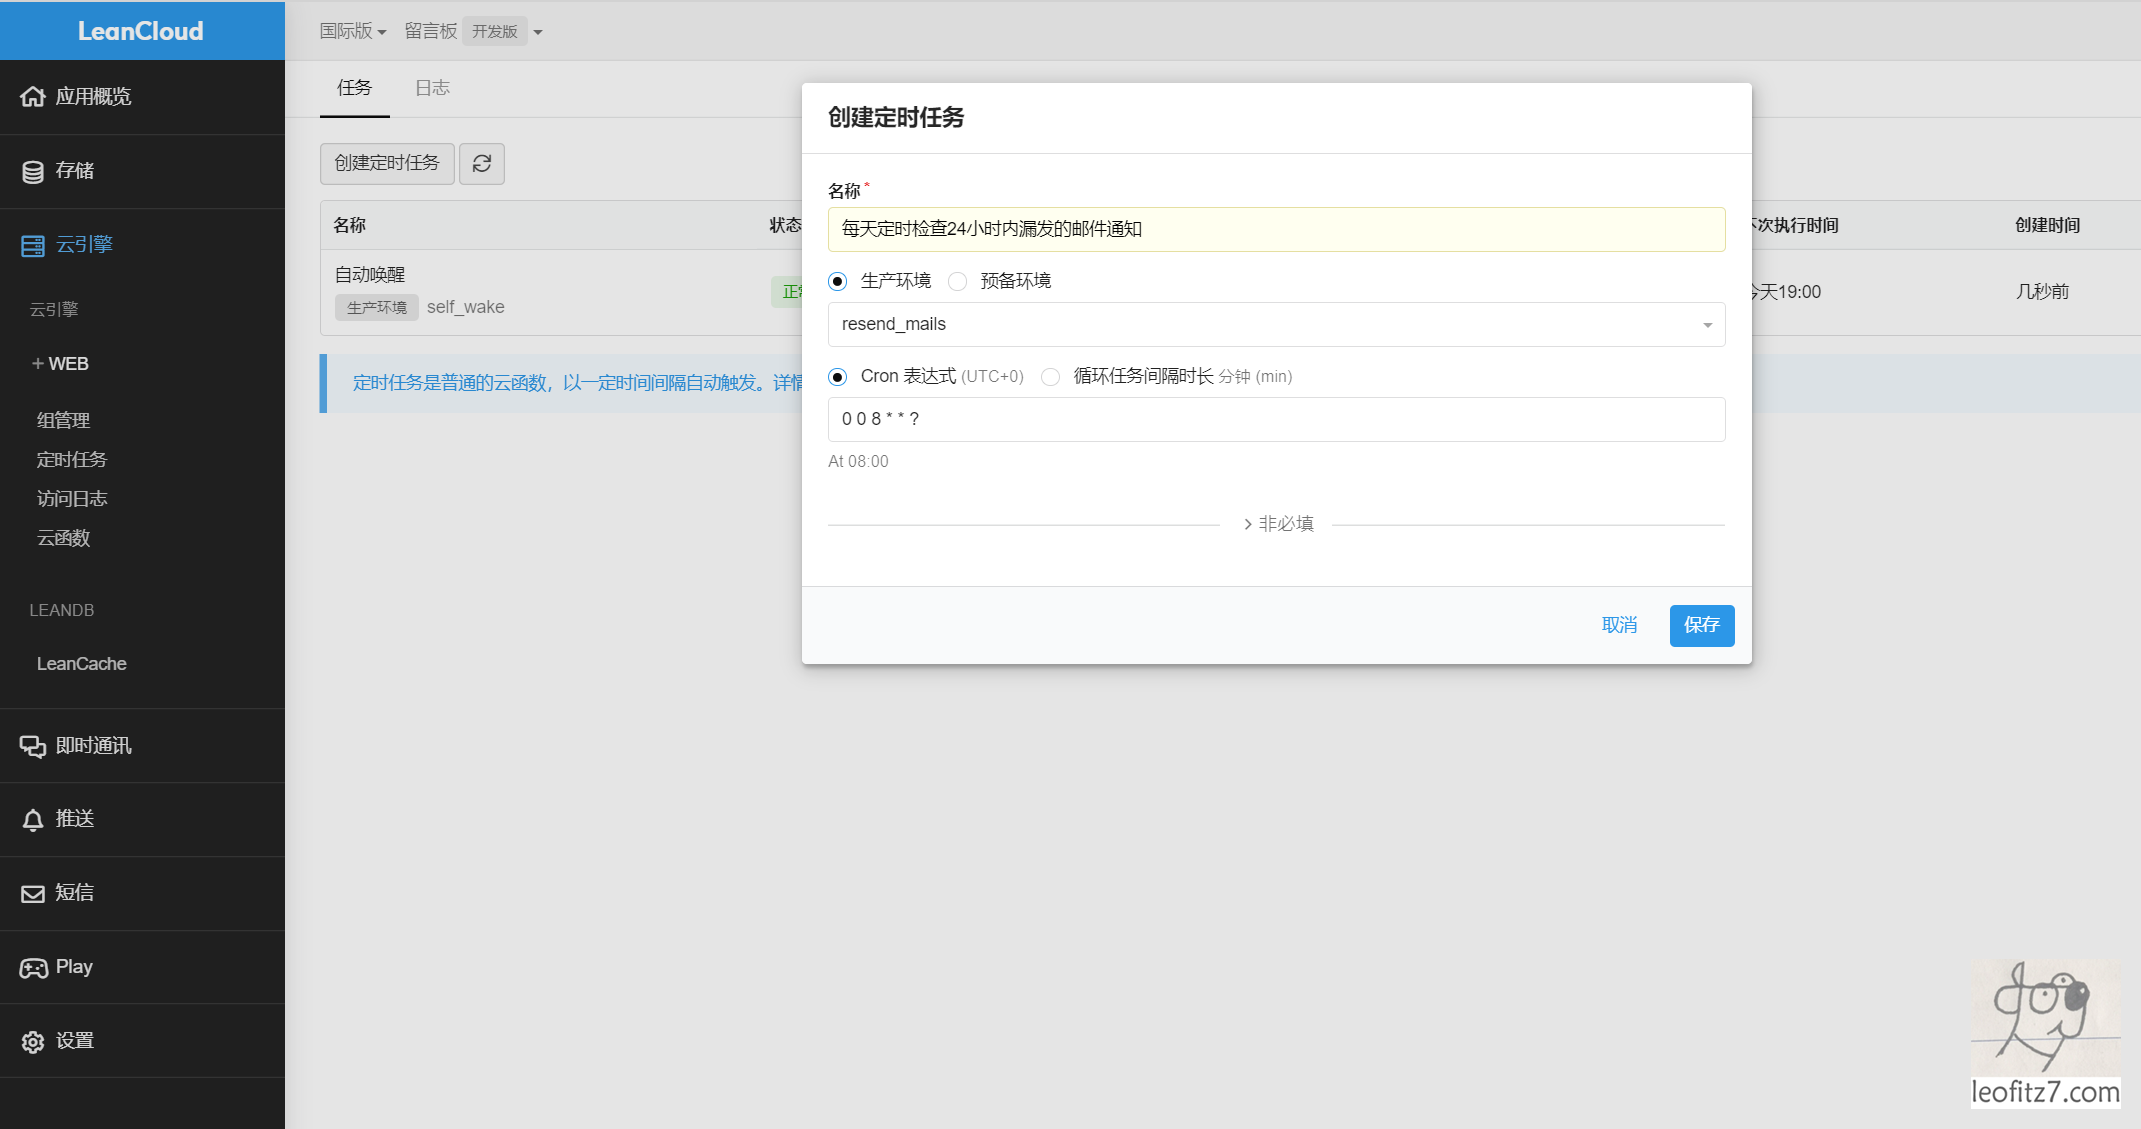 LeanCloud
国际版 留言板 开发版
应用概览
存储
云引擎
云引擎
+ WEB
组管理
定时任务
访问日志
云函数
LEANDB
LeanCache
即时通讯
推送
短信
Play
设置
任务 日志
创建定时任务
名称 状态 下次执行时间 创建时间
自动唤醒
生产环境 self_wake
正常 今天19:00 几秒前
定时任务是普通的云函数，以一定时间间隔自动触发。详情
创建定时任务
名称*
每天定时检查24小时内漏发的邮件通知
生产环境 预备环境
resend_mails
Cron 表达式 (UTC+0) 循环任务间隔时长 分钟 (min)
0 0 8 * * ?
At 08:00
非必填
取消 保存
dog
leofitz7.com